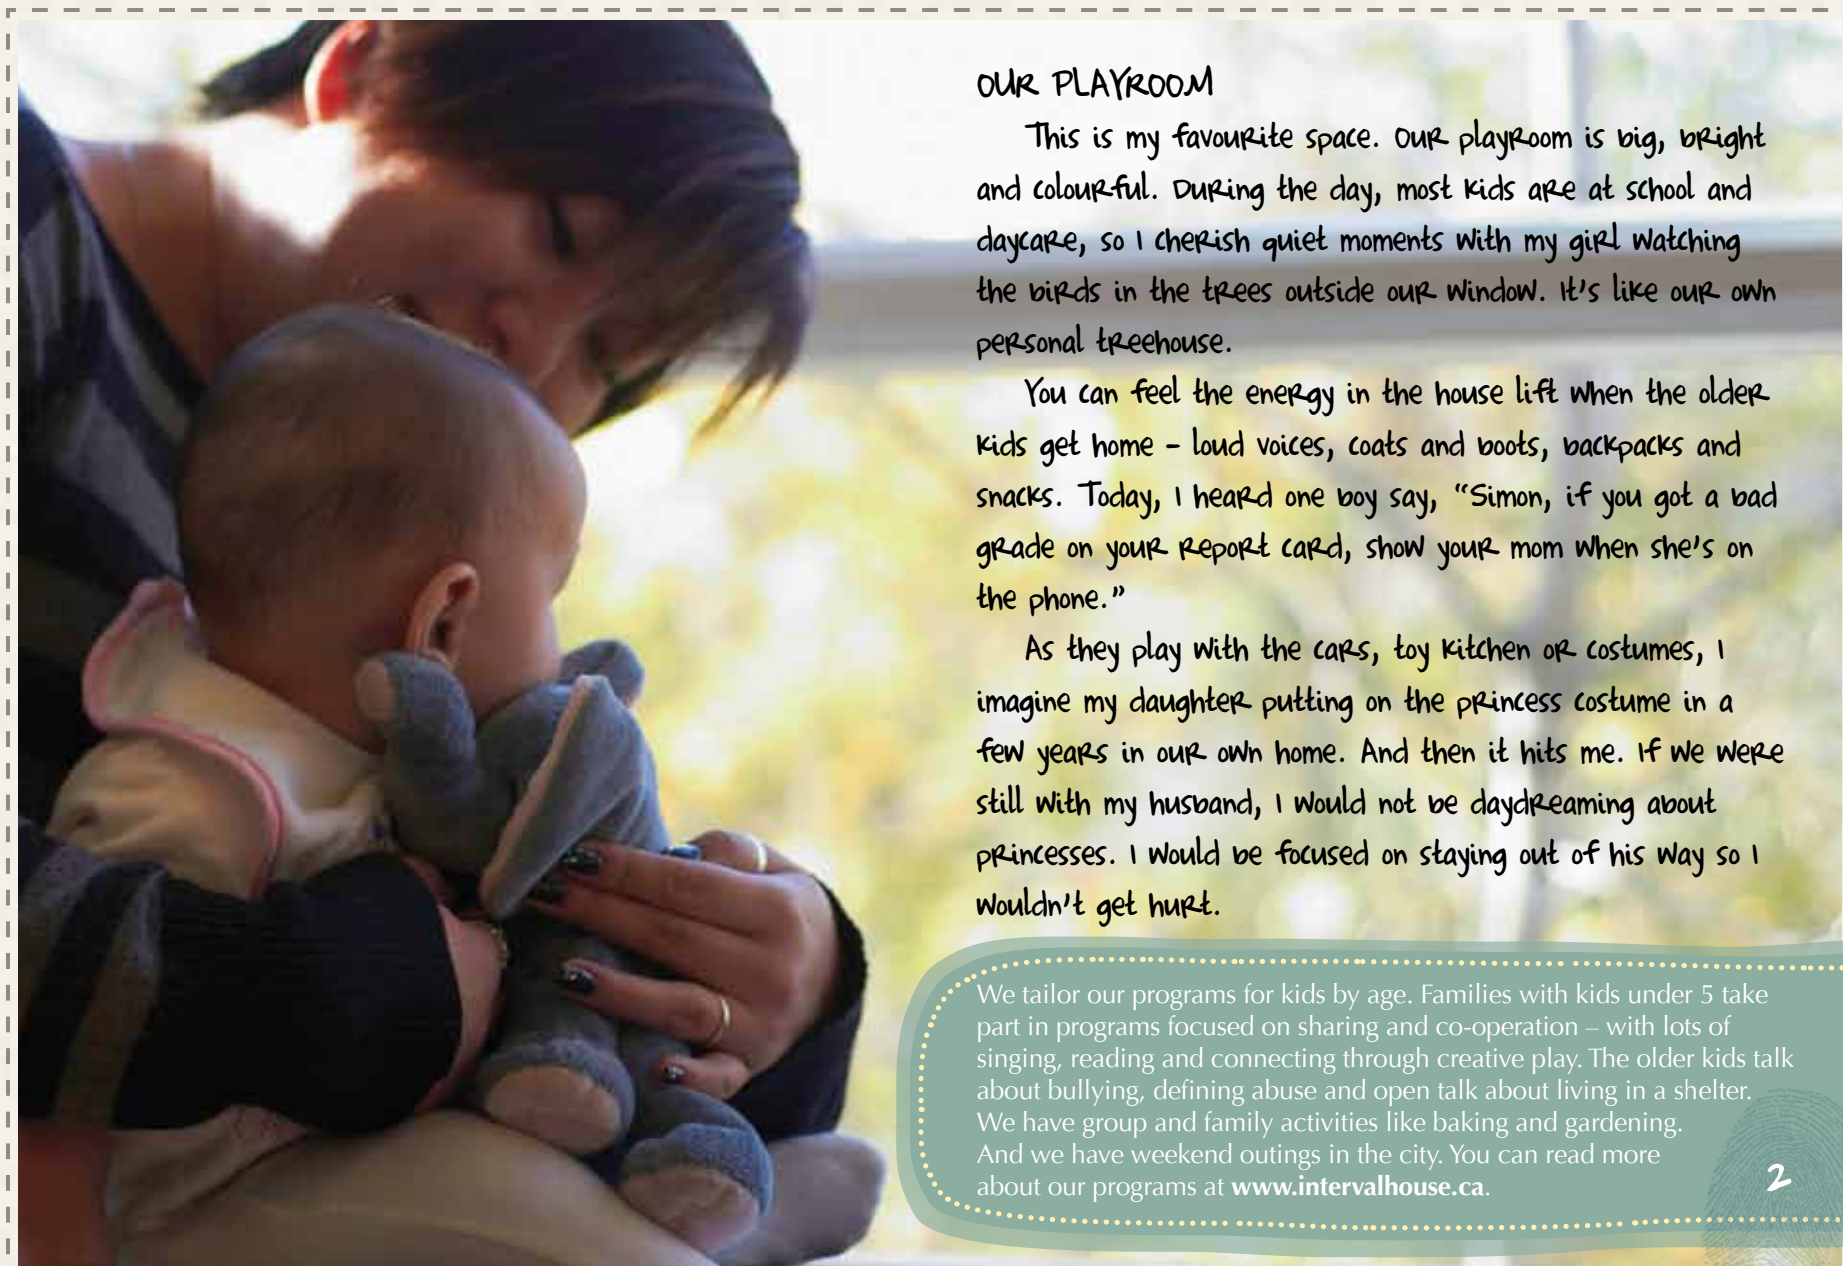 OUR PLAYROOM
This is my favourite space. Our playroom is big, bright
and colourful. During the day, most kids are at school and
daycare, so I cherish quiet moments with my girl watching
the birds in the trees outside our window. It's like our own
personal treehouse.
You can feel the energy in the house lift when the older
kids get home – loud voices, coats and boots, backpacks and
snacks. Today, I heard one boy say, “Simon, if you got a bad
grade on your report card, show your mom when she's on
the phone.”
As they play with the cars, toy kitchen or costumes, I
imagine my daughter putting on the princess costume in a
few years in our own home. And then it hits me. If we were
still with my husband, I would not be daydreaming about
princesses. I would be focused on staying out of his way so I
wouldn't get hurt.
We tailor our programs for kids by age. Families with kids under 5 take
part in programs focused on sharing and co-operation – with lots of
singing, reading and connecting through creative play. The older kids talk
about bullying, defining abuse and open talk about living in a shelter.
We have group and family activities like baking and gardening.
And we have weekend outings in the city. You can read more
about our programs at www.intervalhouse.ca.
2